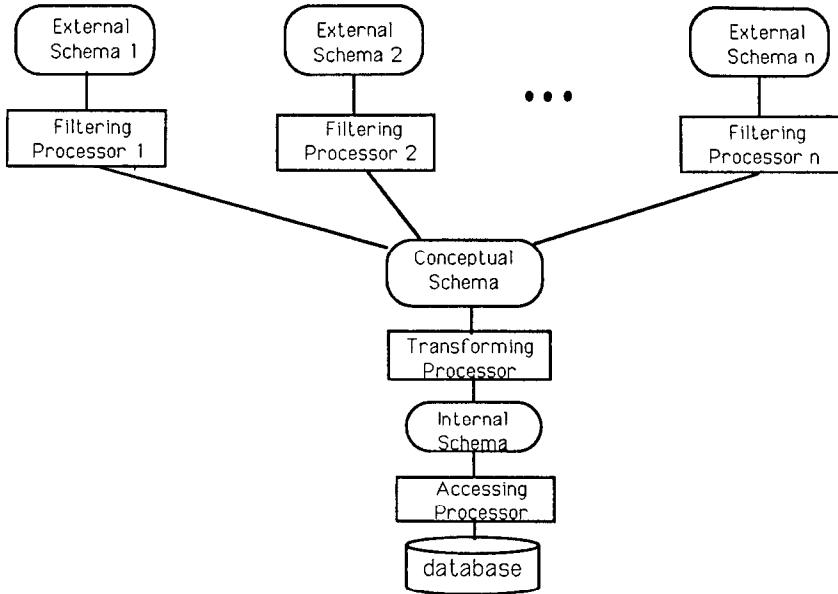 External
Schema 1
External
Schema 2
External
Schema n
Filtering
Processor 1
Filtering
Processor 2
Filtering
Processor n
Conceptual
Schema
Transforming
Processor
Internal
Schema
Accessing
Processor
database